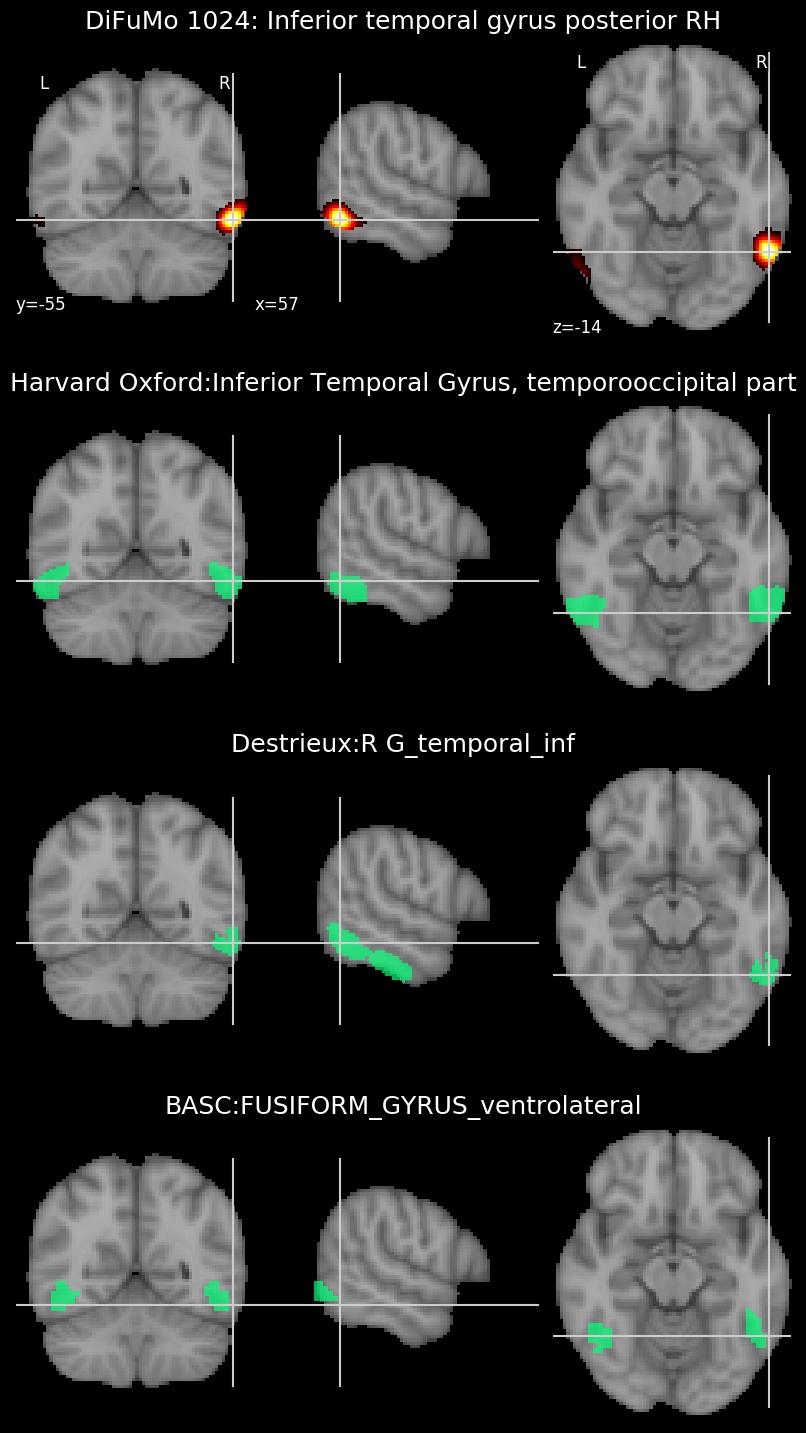 DiFuMo 1024: Inferior temporal gyrus posterior RH
L
R
L
R
y=-55
x=57
z=-14
Harvard Oxford:Inferior Temporal Gyrus, temporooccipital part
Destrieux:R G_temporal_inf
BASC:FUSIFORM_GYRUS_ventrolateral